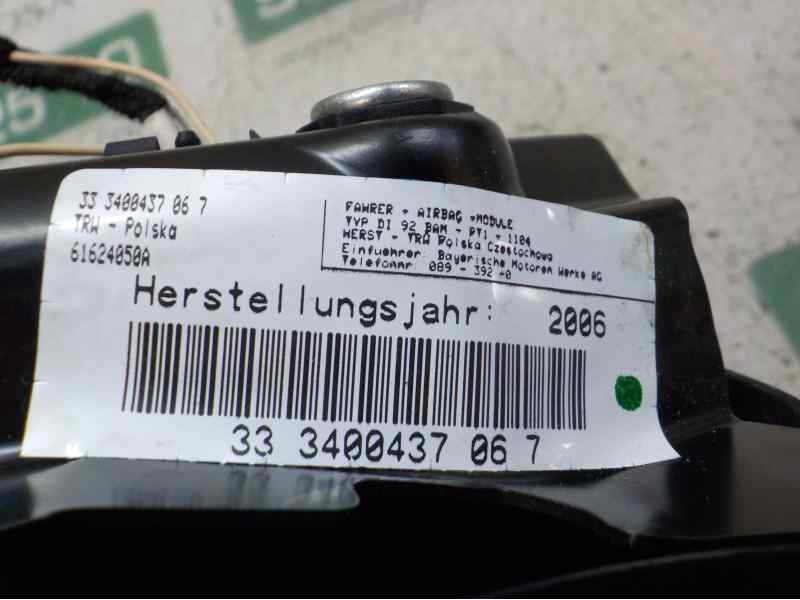 33 3400437 06 7
TRW - Polska
61624050A
FAHRER - AIRBAG -MODULE
TYP DI 92 BAM - PT1 - 1104
HERST - TRW Polska Czestochowa
Einfuehrer: Bayerische Motoren Werke AG
Telefonnr: 089 - 392 -0
Herstellungsjahr: 2006
33 3400437 06 7